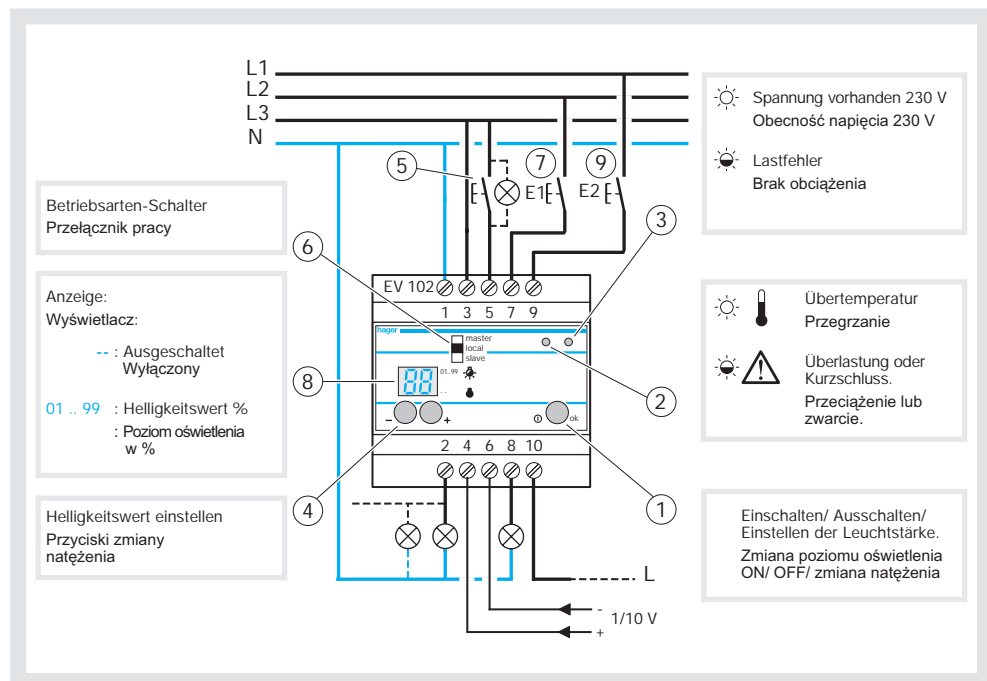 L1
L2
L3
N
Spannung vorhanden 230 V
Obecność napięcia 230 V
Lastfehler
Brak obciążenia
5
7
9
E1
E2
3
Betriebsarten-Schalter
Przełącznik pracy
6
EV 102
1 3 5 7 9
Anzeige:
Wyświetlacz:
-- : Ausgeschaltet
Wyłączony
01 .. 99 : Helligkeitswert %
: Poziom oświetlenia
w %
hager
master
local
slave
8
88
01..99
--
- +
ok
2
Übertemperatur
Przegrzanie
Überlastung oder
Kurzschluss.
Przeciążenie lub
zwarcie.
2 4 6 8 10
4
1
Helligkeitswert einstellen
Przyciski zmiany
natężenia
Einschalten/ Ausschalten/
Einstellen der Leuchtstärke.
Zmiana poziomu oświetlenia
ON/ OFF/ zmiana natężenia
L
-
1/10 V
+